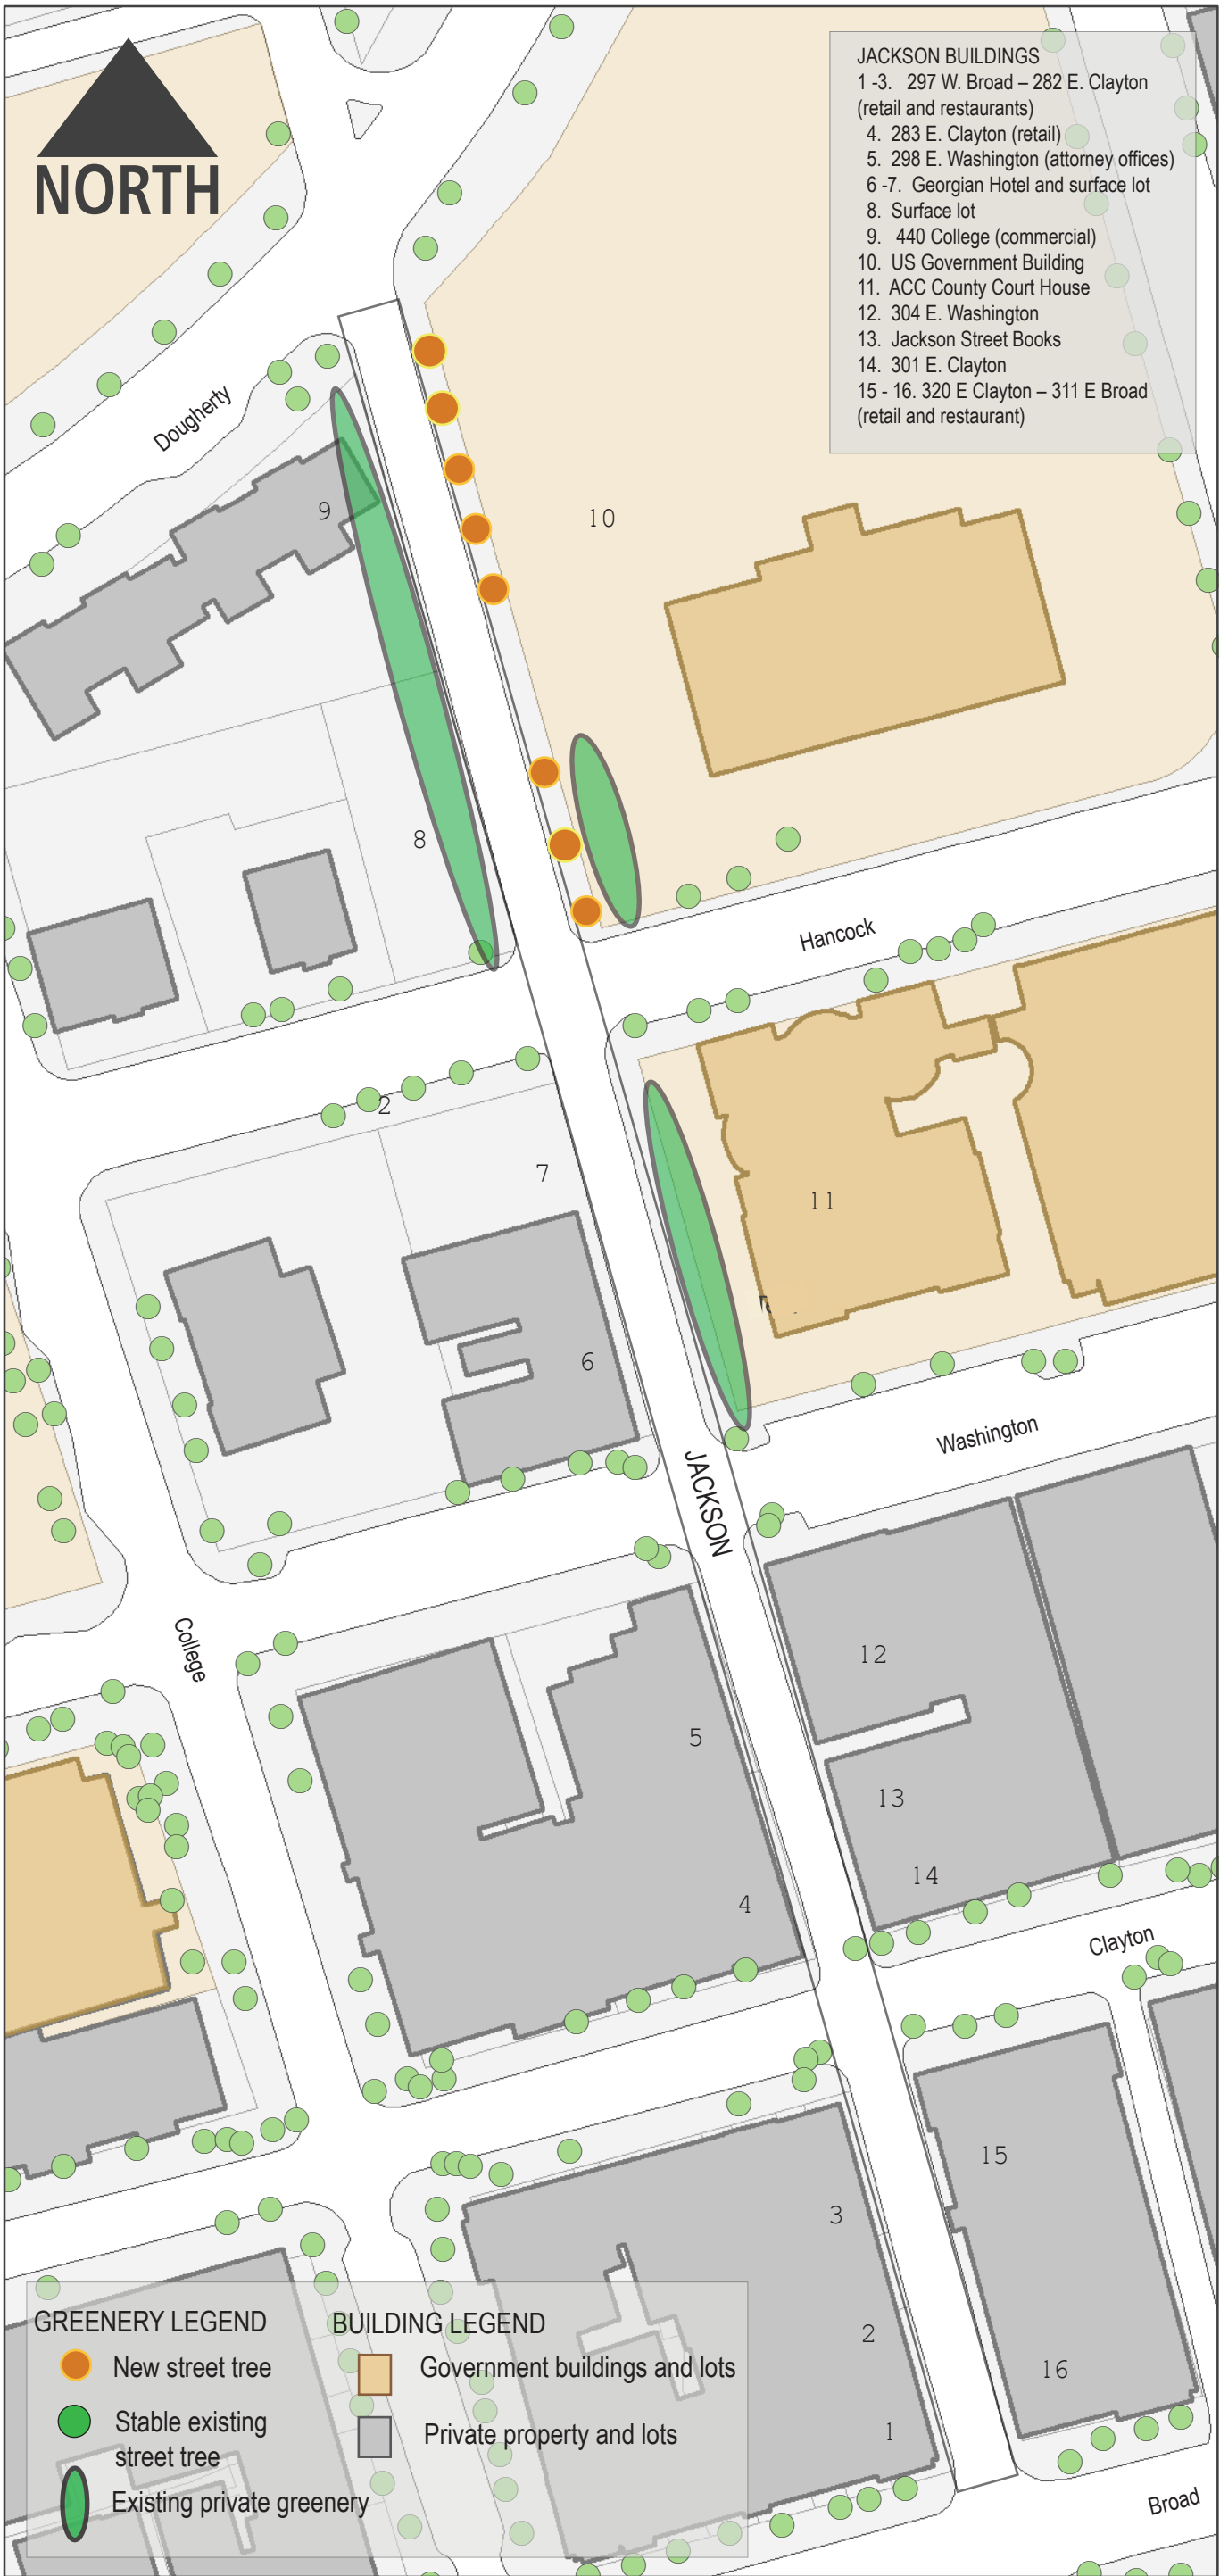 NORTH
JACKSON BUILDINGS
1 -3. 297 W. Broad – 282 E. Clayton
(retail and restaurants)
4. 283 E. Clayton (retail)
5. 298 E. Washington (attorney offices)
6 -7. Georgian Hotel and surface lot
8. Surface lot
9. 440 College (commercial)
10. US Government Building
11. ACC County Court House
12. 304 E. Washington
13. Jackson Street Books
14. 301 E. Clayton
15 - 16. 320 E Clayton – 311 E Broad
(retail and restaurant)
Dougherty
9
10
8
Hancock
2
7
11
6
Washington
JACKSON
College
12
5
13
14
4
Clayton
15
3
2
16
1
Broad
GREENERY LEGEND
New street tree
Stable existing
street tree
Existing private greenery
BUILDING LEGEND
Government buildings and lots
Private property and lots